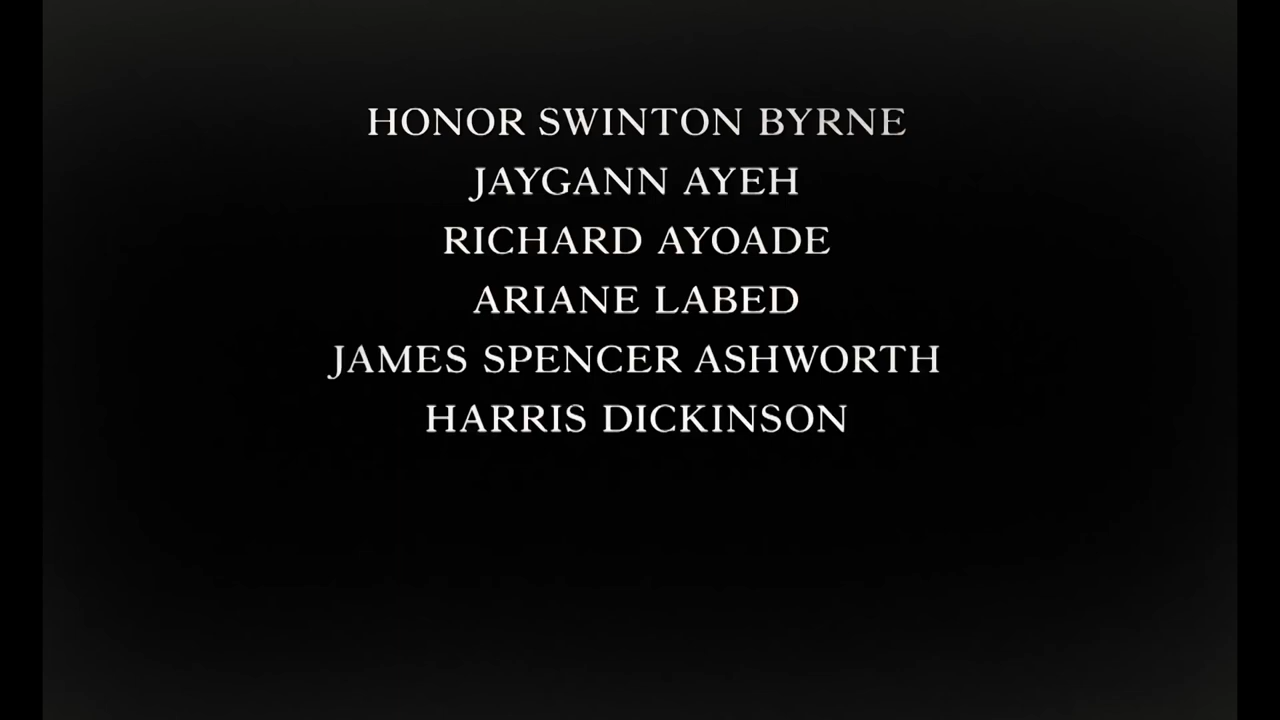 HONOR SWINTON BYRNE
JAYGANN AYEH
RICHARD AYOADE
ARIANE LABED
JAMES SPENCER ASHWORTH
HARRIS DICKINSON